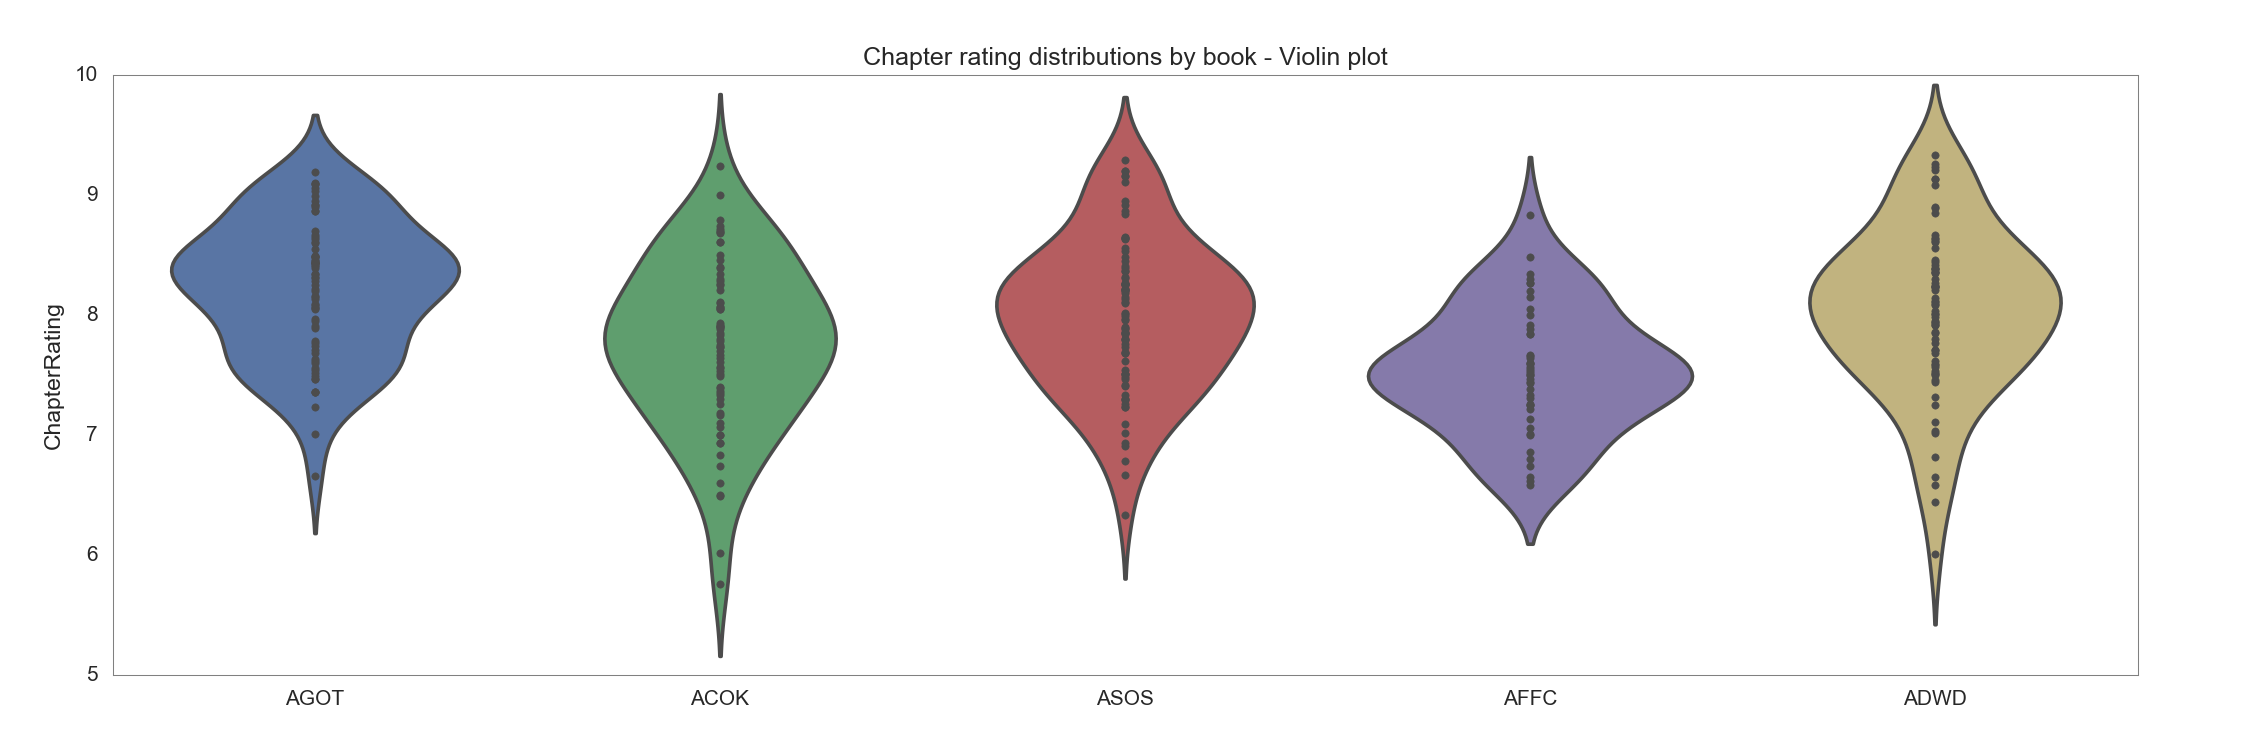 Chapter rating distributions by book - Violin plot
10
9
8
7
6
5
ChapterRating
AGOT
ACOK
ASOS
AFFC
ADWD